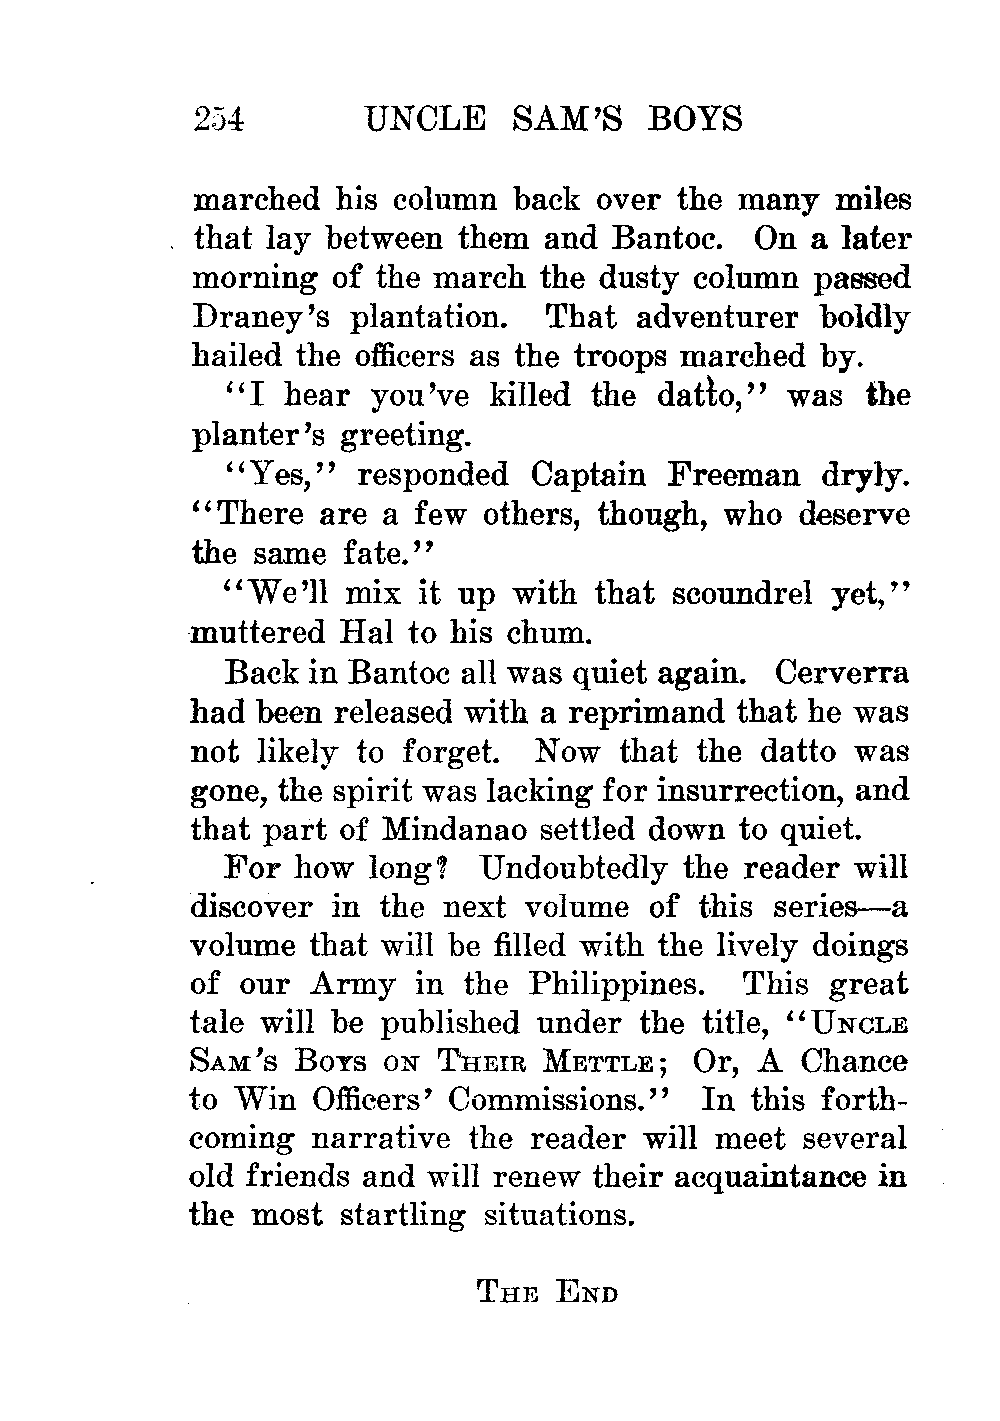 254 UNCLE SAM'S BOYS
marched his column back over the many miles
that lay between them and Bantoc. On a later
morning of the march the dusty column passed
Draney's plantation. That adventurer boldly
hailed the officers as the troops marched by.
"I hear you've killed the datto," was the
planter's greeting.
"Yes," responded Captain Freeman dryly.
"There are a few others, though, who deserve
the same fate."
"We'll mix it up with that scoundrel yet,"
muttered Hal to his chum.
Back in Bantoc all was quiet again. Cerverra
had been released with a reprimand that he was
not likely to forget. Now that the datto was
gone, the spirit was lacking for insurrection, and
that part of Mindanao settled down to quiet.
For how long? Undoubtedly the reader will
discover in the next volume of this series—a
volume that will be filled with the lively doings
of our Army in the Philippines. This great
tale will be published under the title, "UNCLE
SAM'S BOYS ON THEIR METTLE; Or, A Chance
to Win Officers' Commissions." In this forth-
coming narrative the reader will meet several
old friends and will renew their acquaintance in
the most startling situations.
THE END